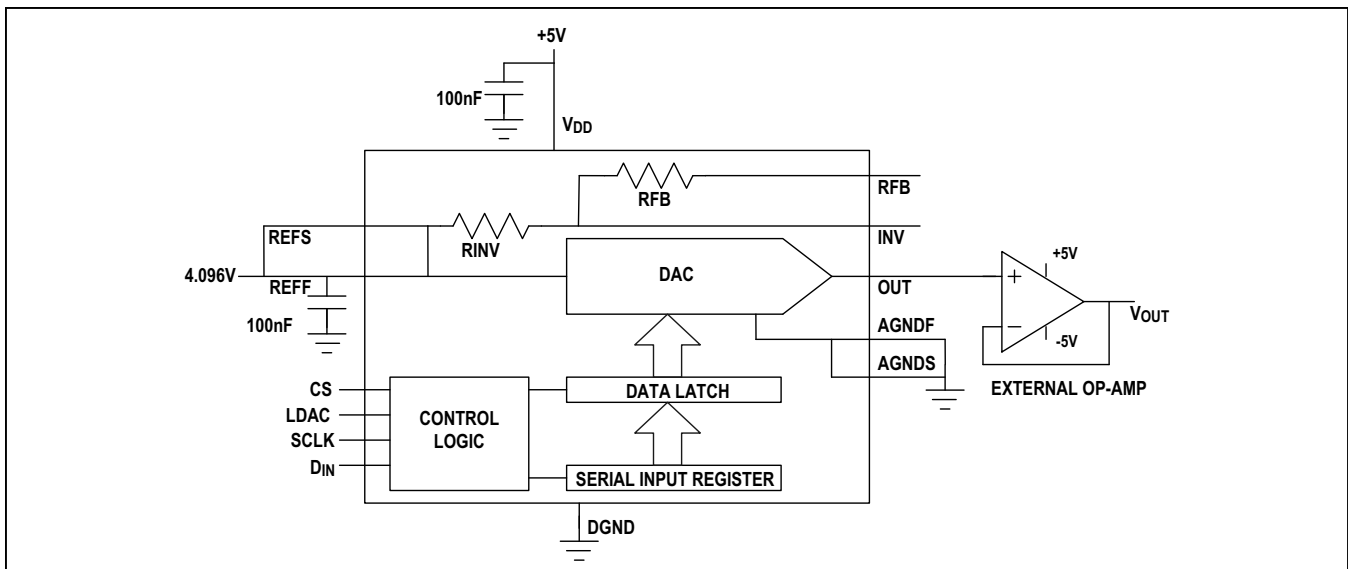 +5V
100nF
VDD
RFB
RFB
REFS
RINV
INV
4.096V
REFF
DAC
OUT
+5V
+
−
-5V
VOUT
100nF
AGNDF
AGNDS
EXTERNAL OP-AMP
CS
LDAC
SCLK
DIN
CONTROL
LOGIC
DATA LATCH
SERIAL INPUT REGISTER
DGND